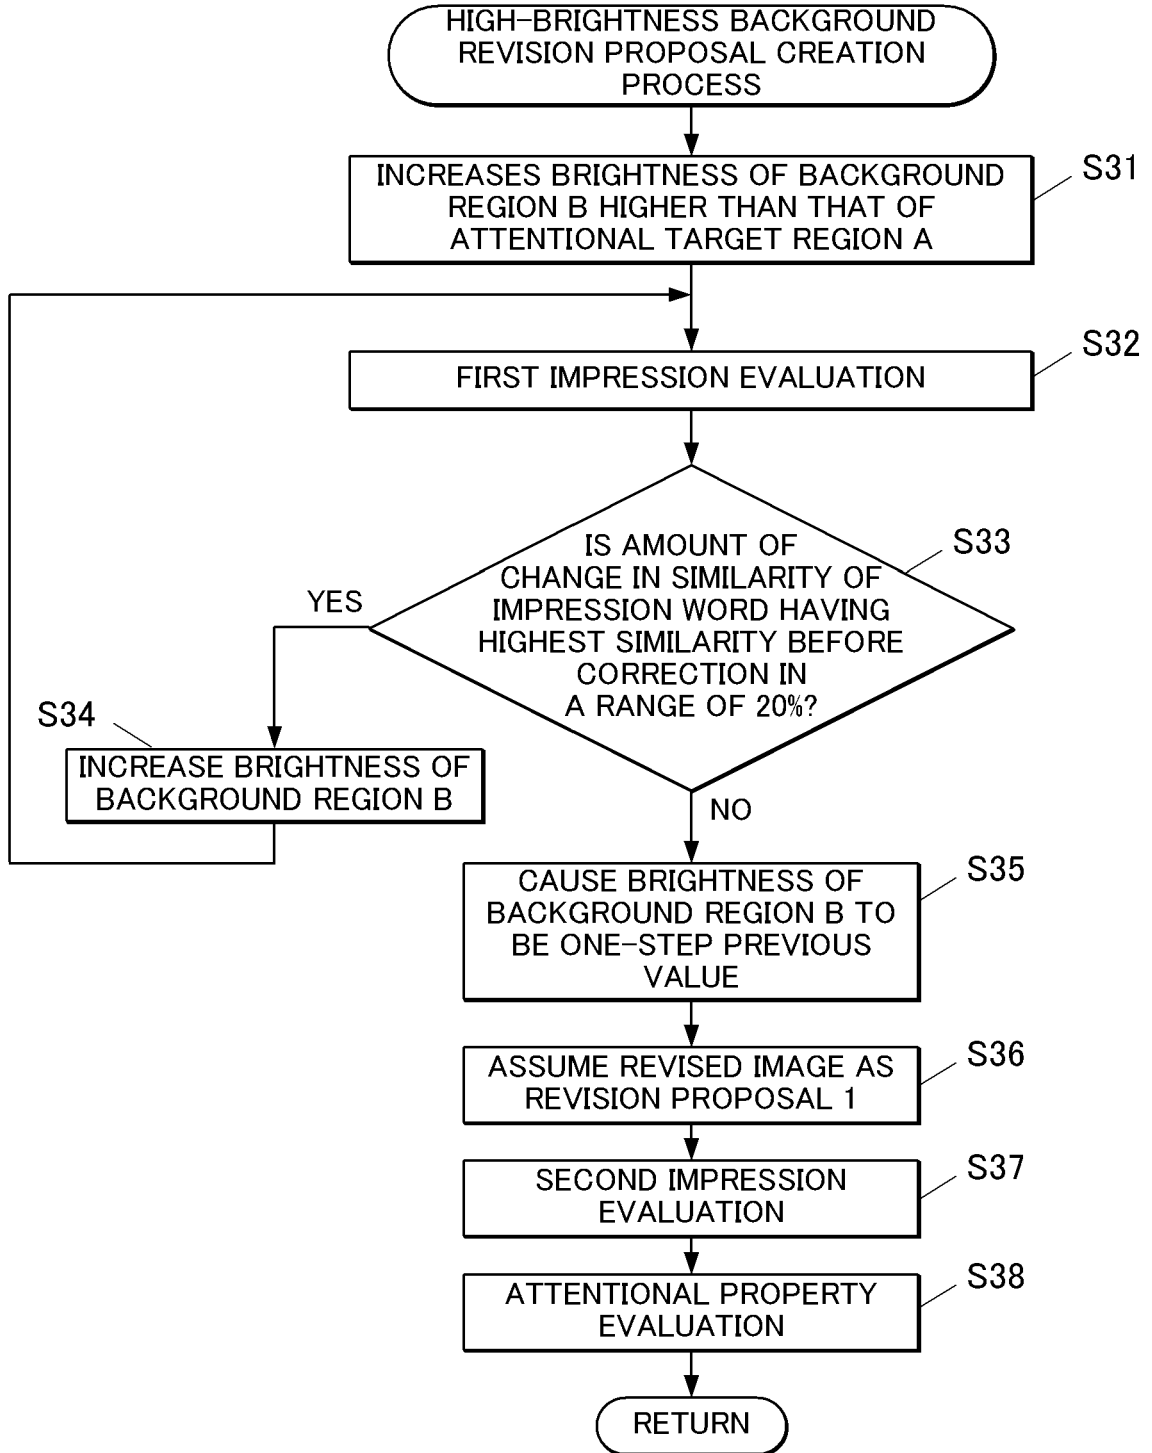 HIGH-BRIGHTNESS BACKGROUND
REVISION PROPOSAL CREATION
PROCESS
INCREASES BRIGHTNESS OF BACKGROUND
REGION B HIGHER THAN THAT OF
ATTENTIONAL TARGET REGION A
S31
FIRST IMPRESSION EVALUATION
S32
IS AMOUNT OF
CHANGE IN SIMILARITY OF
IMPRESSION WORD HAVING
HIGHEST SIMILARITY BEFORE
CORRECTION IN
A RANGE OF 20%?
S33
YES
S34
INCREASE BRIGHTNESS OF
BACKGROUND REGION B
NO
CAUSE BRIGHTNESS OF
BACKGROUND REGION B TO
BE ONE-STEP PREVIOUS
VALUE
S35
ASSUME REVISED IMAGE AS
REVISION PROPOSAL 1
S36
SECOND IMPRESSION
EVALUATION
S37
ATTENTIONAL PROPERTY
EVALUATION
S38
RETURN